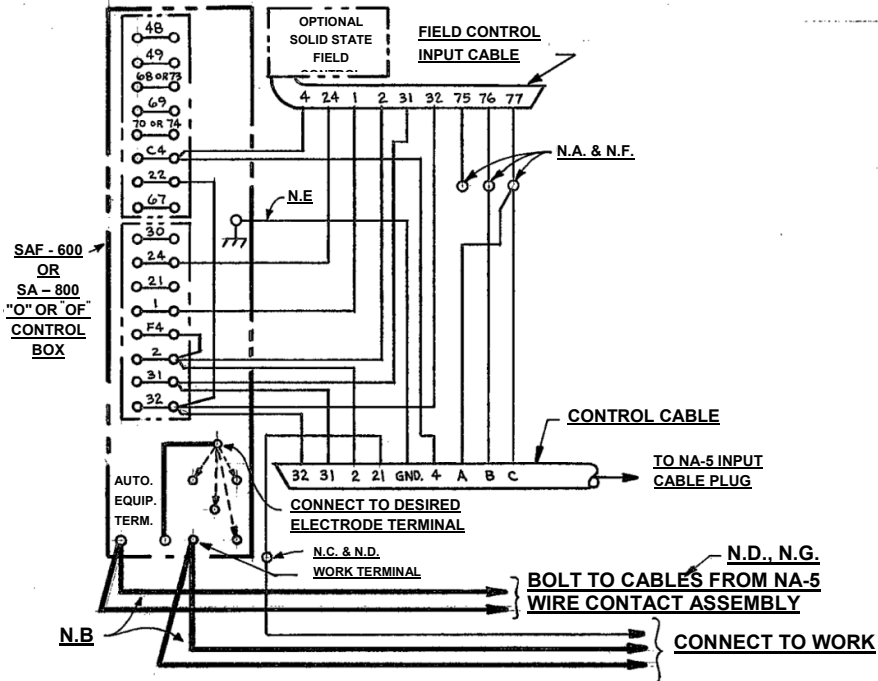 OPTIONAL
SOLID STATE
FIELD
CONTROL
FIELD CONTROL
INPUT CABLE
48
49
68 OR 73
69
70 OR 74
C4
22
67
4 24 1 2 31 32 75 76 77
N.A. & N.F.
N.E
30
24
21
1
F4
2
31
32
SAF - 600
OR
SA – 800
"O" OR "OF"
CONTROL
BOX
CONTROL CABLE
32 31 2 21 GND. 4 A B C
TO NA-5 INPUT
CABLE PLUG
AUTO.
EQUIP.
TERM.
CONNECT TO DESIRED
ELECTRODE TERMINAL
N.C. & N.D.
WORK TERMINAL
N.D., N.G.
BOLT TO CABLES FROM NA-5
WIRE CONTACT ASSEMBLY
N.B
CONNECT TO WORK